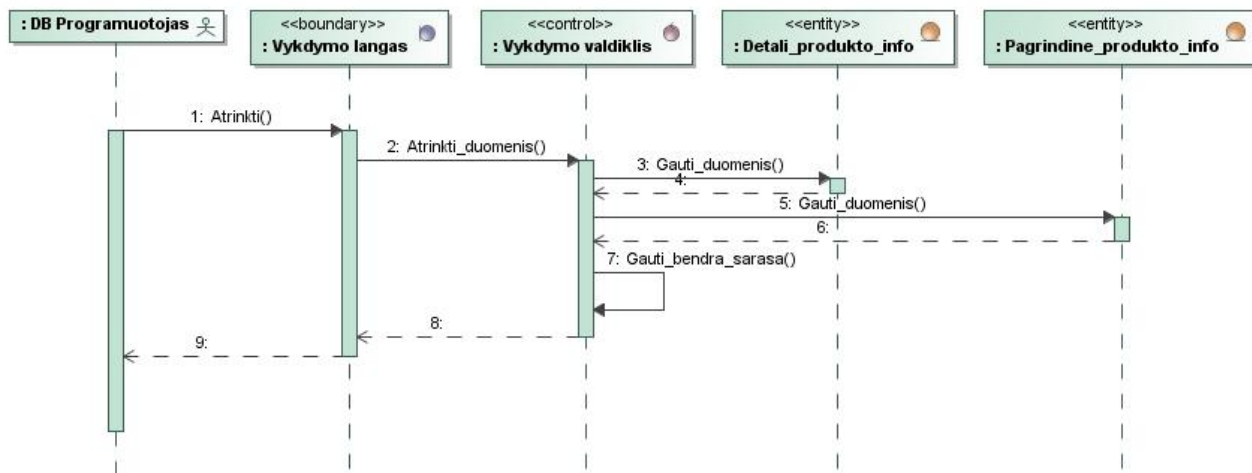 : DB Programuotojas
<<boundary>>
: Vykdymo langas
<<control>>
: Vykdymo valdiklis
<<entity>>
: Detali_produkto_info
<<entity>>
: Pagrindine_produkto_info
1: Atrinkti()
2: Atrinkti_duomenis()
3: Gauti_duomenis()
4:
5: Gauti_duomenis()
6:
7: Gauti_bendra_sarasa()
8:
9: